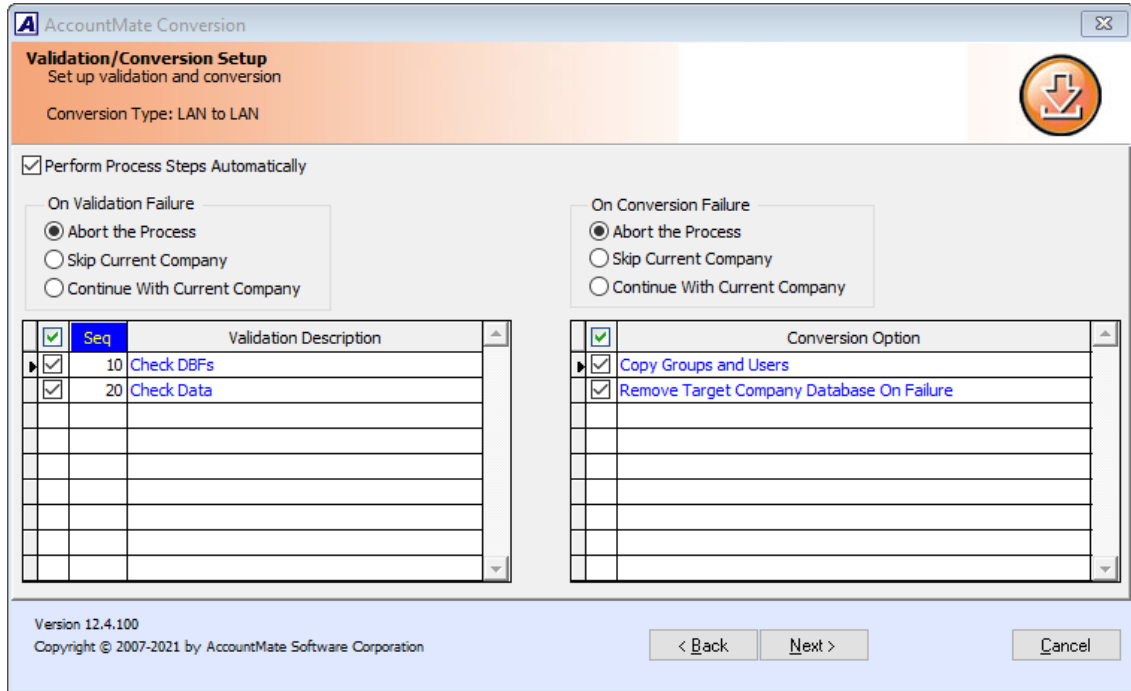 AccountMate Conversion
Validation/Conversion Setup
Set up validation and conversion
Conversion Type: LAN to LAN
Perform Process Steps Automatically
On Validation Failure
Abort the Process
Skip Current Company
Continue With Current Company
On Conversion Failure
Abort the Process
Skip Current Company
Continue With Current Company
Seq Validation Description
10 Check DBFs
20 Check Data
Conversion Option
Copy Groups and Users
Remove Target Company Database On Failure
Version 12.4.100
Copyright © 2007-2021 by AccountMate Software Corporation
< Back Next > Cancel